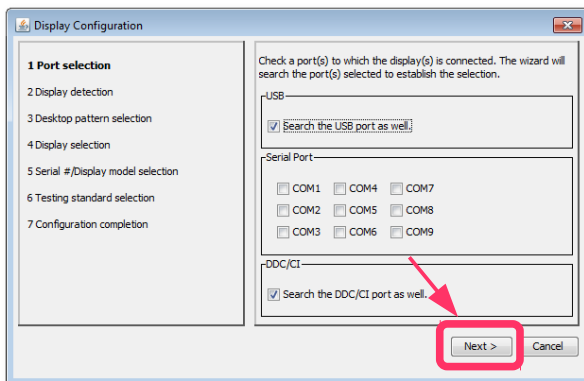 Display Configuration
1 Port selection
2 Display detection
3 Desktop pattern selection
4 Display selection
5 Serial #/Display model selection
6 Testing standard selection
7 Configuration completion
Check a port(s) to which the display(s) is connected. The wizard will
search the port(s) selected to establish the selection.
USB
Search the USB port as well.
Serial Port
COM1 COM4 COM7
COM2 COM5 COM8
COM3 COM6 COM9
DDC/CI
Search the DDC/CI port as well.
Next > Cancel